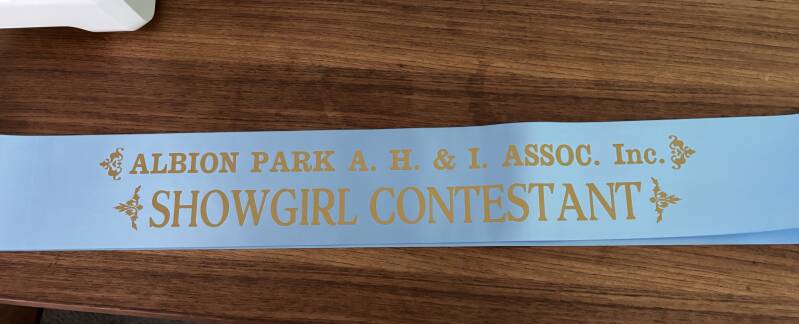 ALBION PARK A. H. & I. ASSOC. Inc.
SHOWGIRL CONTESTANT